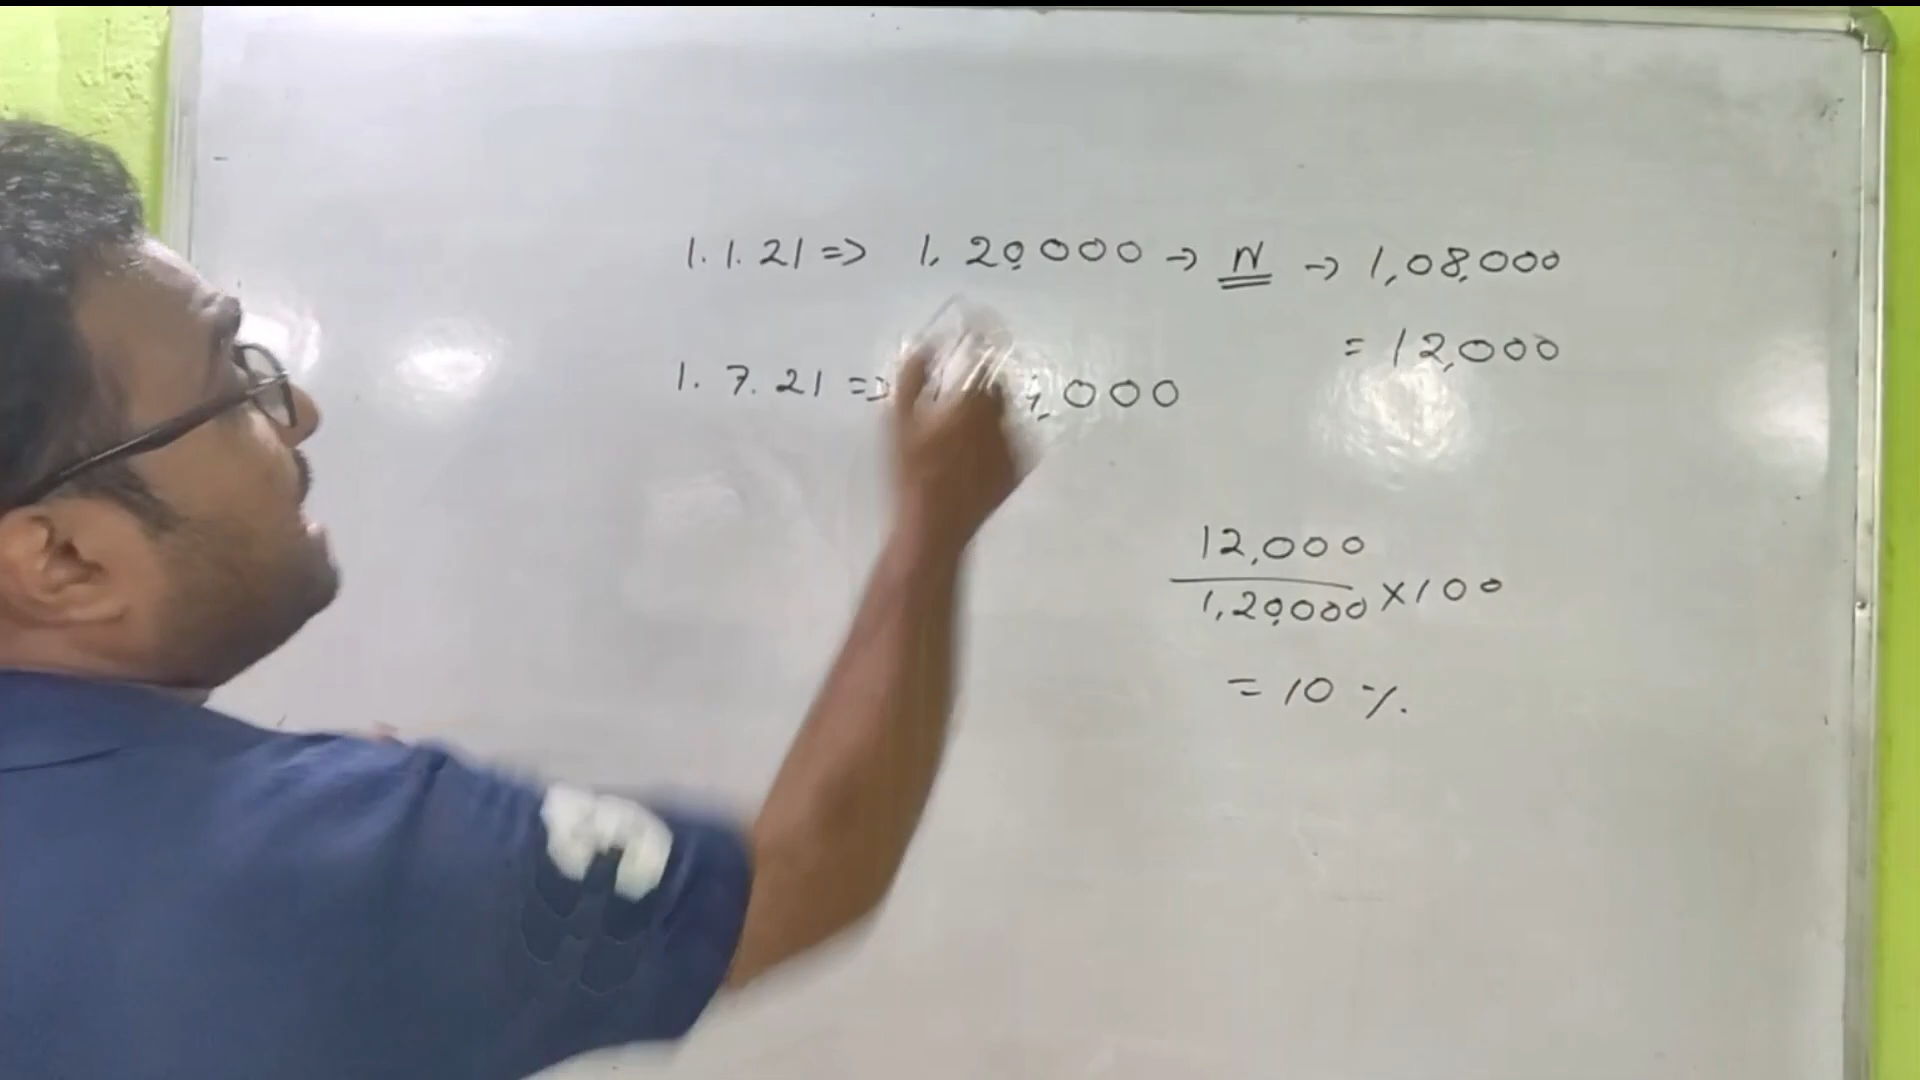 1.1.21 => 1,20,000 → N → 1,08,000
= 12,000
1.7.21 => ,000
12,000
1,20,000 ×100
= 10 %.